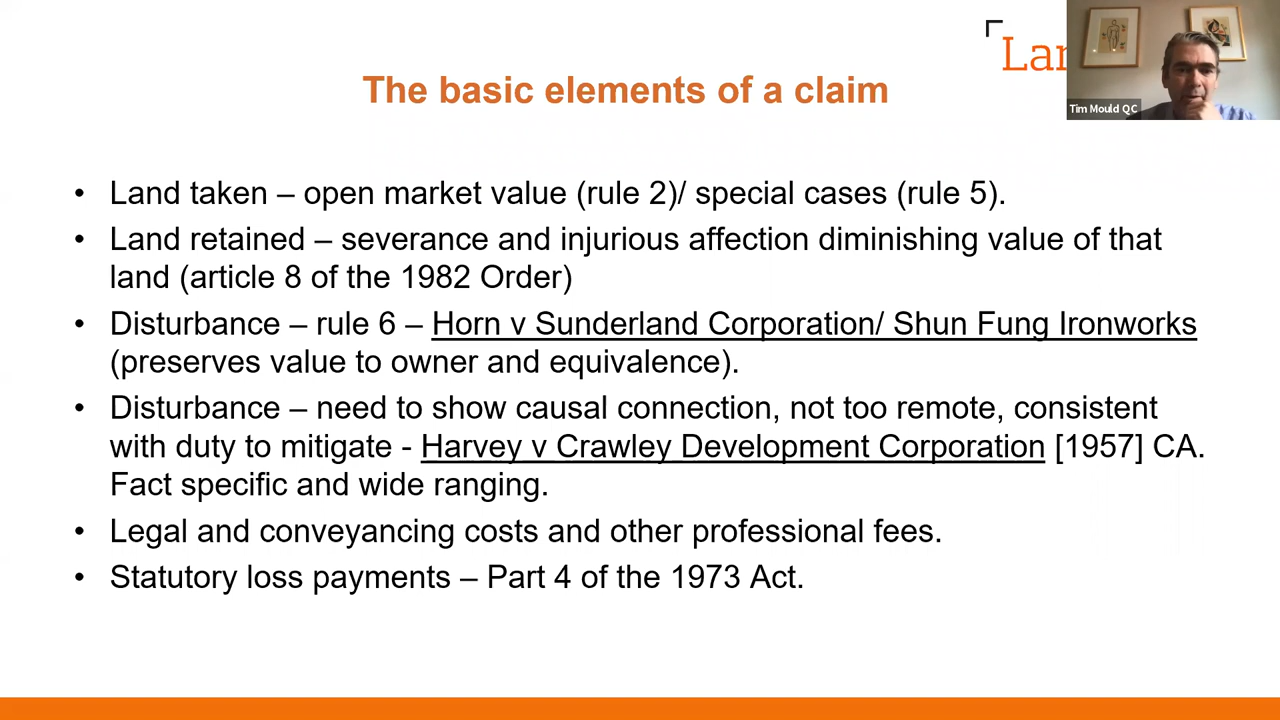 Lan
Tim Mould QC
The basic elements of a claim
• Land taken – open market value (rule 2)/ special cases (rule 5).
• Land retained – severance and injurious affection diminishing value of that
land (article 8 of the 1982 Order)
• Disturbance – rule 6 – Horn v Sunderland Corporation/ Shun Fung Ironworks
(preserves value to owner and equivalence).
• Disturbance – need to show causal connection, not too remote, consistent
with duty to mitigate - Harvey v Crawley Development Corporation [1957] CA.
Fact specific and wide ranging.
• Legal and conveyancing costs and other professional fees.
• Statutory loss payments – Part 4 of the 1973 Act.